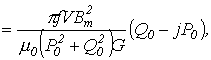 = πfVB_m^2 / μ_0(P_0^2 + Q_0^2)G (Q_0 − jP_0),